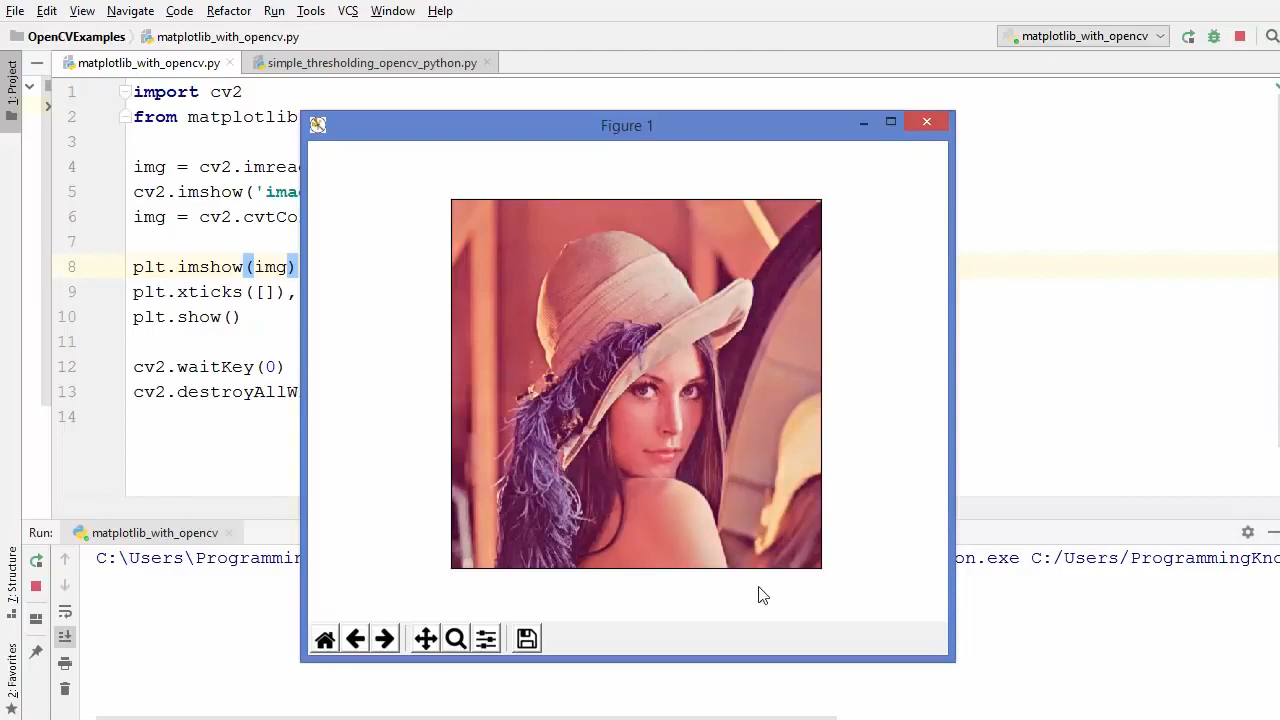 File Edit View Navigate Code Refactor Run Tools VCS Window Help
OpenCVExamples matplotlib_with_opencv.py matplotlib_with_opencv
1: Project
matplotlib_with_opencv.py simple_thresholding_opencv_python.py
1 import cv2
2 from matplotlib
3
4 img = cv2.imrea
5 cv2.imshow('ima
6 img = cv2.cvtCo
7
8 plt.imshow(img)
9 plt.xticks([]),
10 plt.show()
11
12 cv2.waitKey(0)
13 cv2.destroyAllW
14
Figure 1
Run: matplotlib_with_opencv
C:\Users\Programmin on.exe C:/Users/ProgrammingKno
7: Structure
2: Favorites